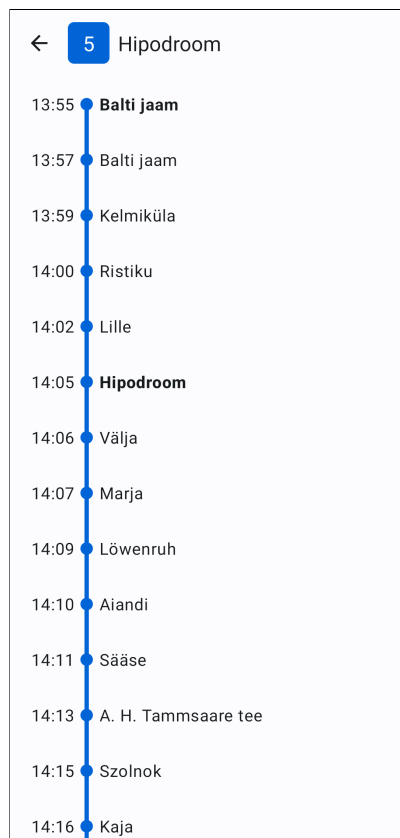 5 Hipodroom
13:55 Balti jaam
13:57 Balti jaam
13:59 Kelmiküla
14:00 Ristiku
14:02 Lille
14:05 Hipodroom
14:06 Välja
14:07 Marja
14:09 Löwenruh
14:10 Aiandi
14:11 Sääse
14:13 A. H. Tammsaare tee
14:15 Szolnok
14:16 Kaja